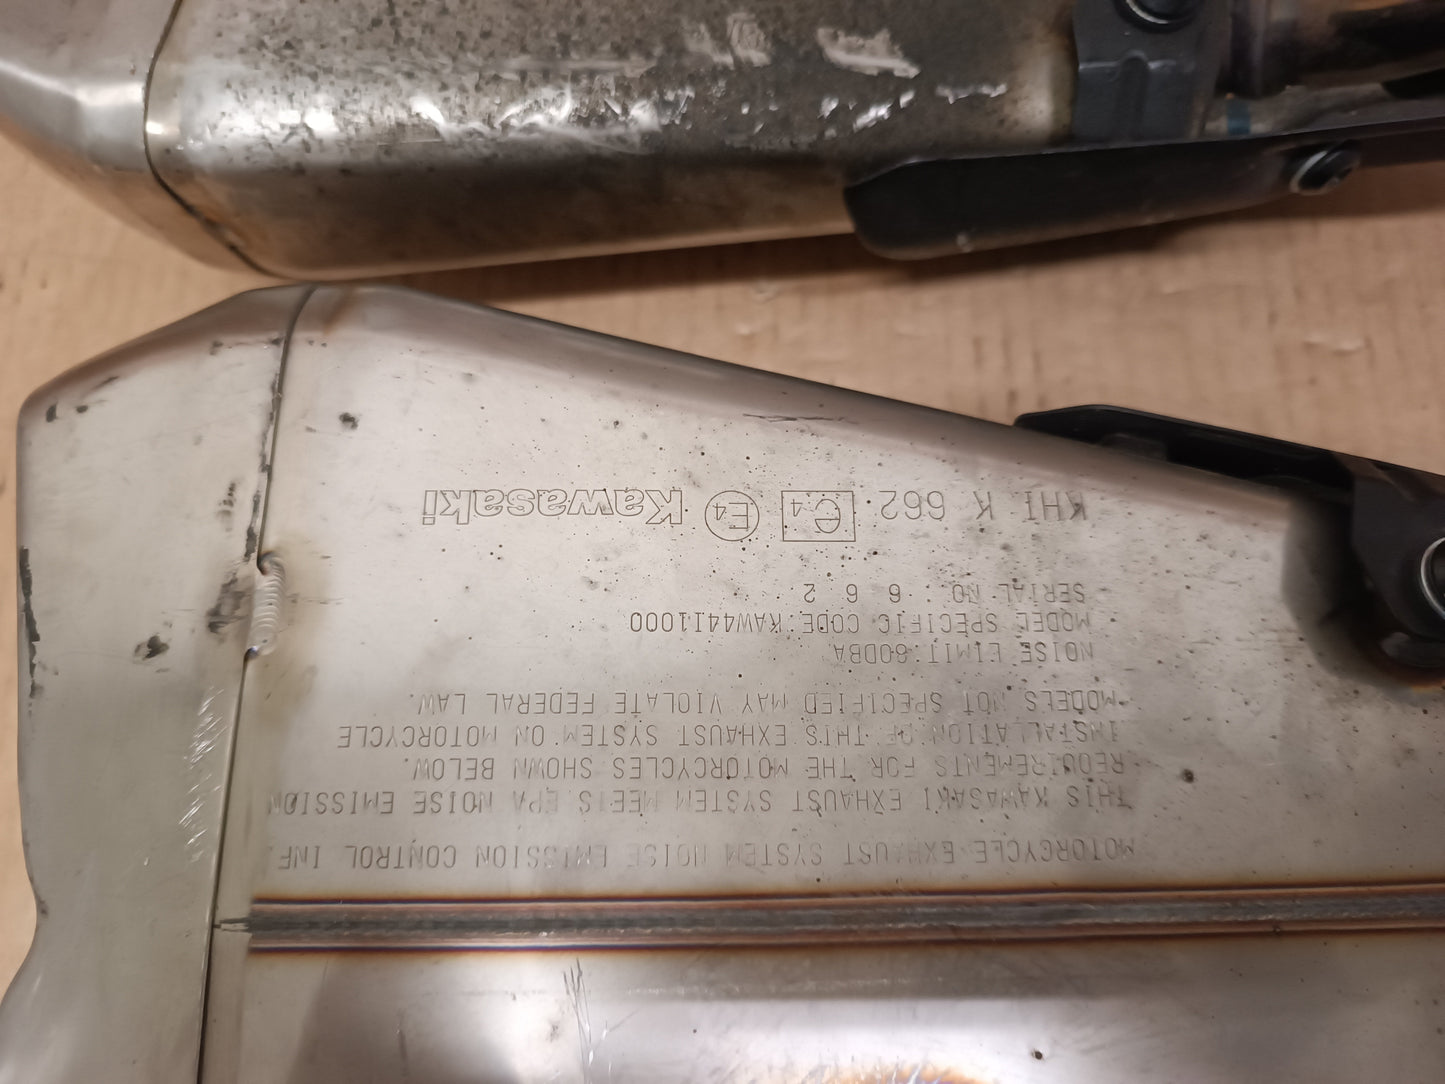 MOTORCYCLE EXHAUST SYSTEM NOISE EMISSION CONTROL INF.
THIS KAWASAKI EXHAUST SYSTEM MEETS EPA NOISE EMISSION
REQUIREMENTS FOR THE MOTORCYCLES SHOWN BELOW.
INSTALLATION OF THIS EXHAUST SYSTEM ON MOTORCYCLE
MODELS NOT SPECIFIED MAY VIOLATE FEDERAL LAW.
NOISE LIMIT:80DBA
MODEL SPECIFIC CODE:KAW44I1000
SERIAL NO.: 6 6 2
KHI K 662 e4 E4 Kawasaki